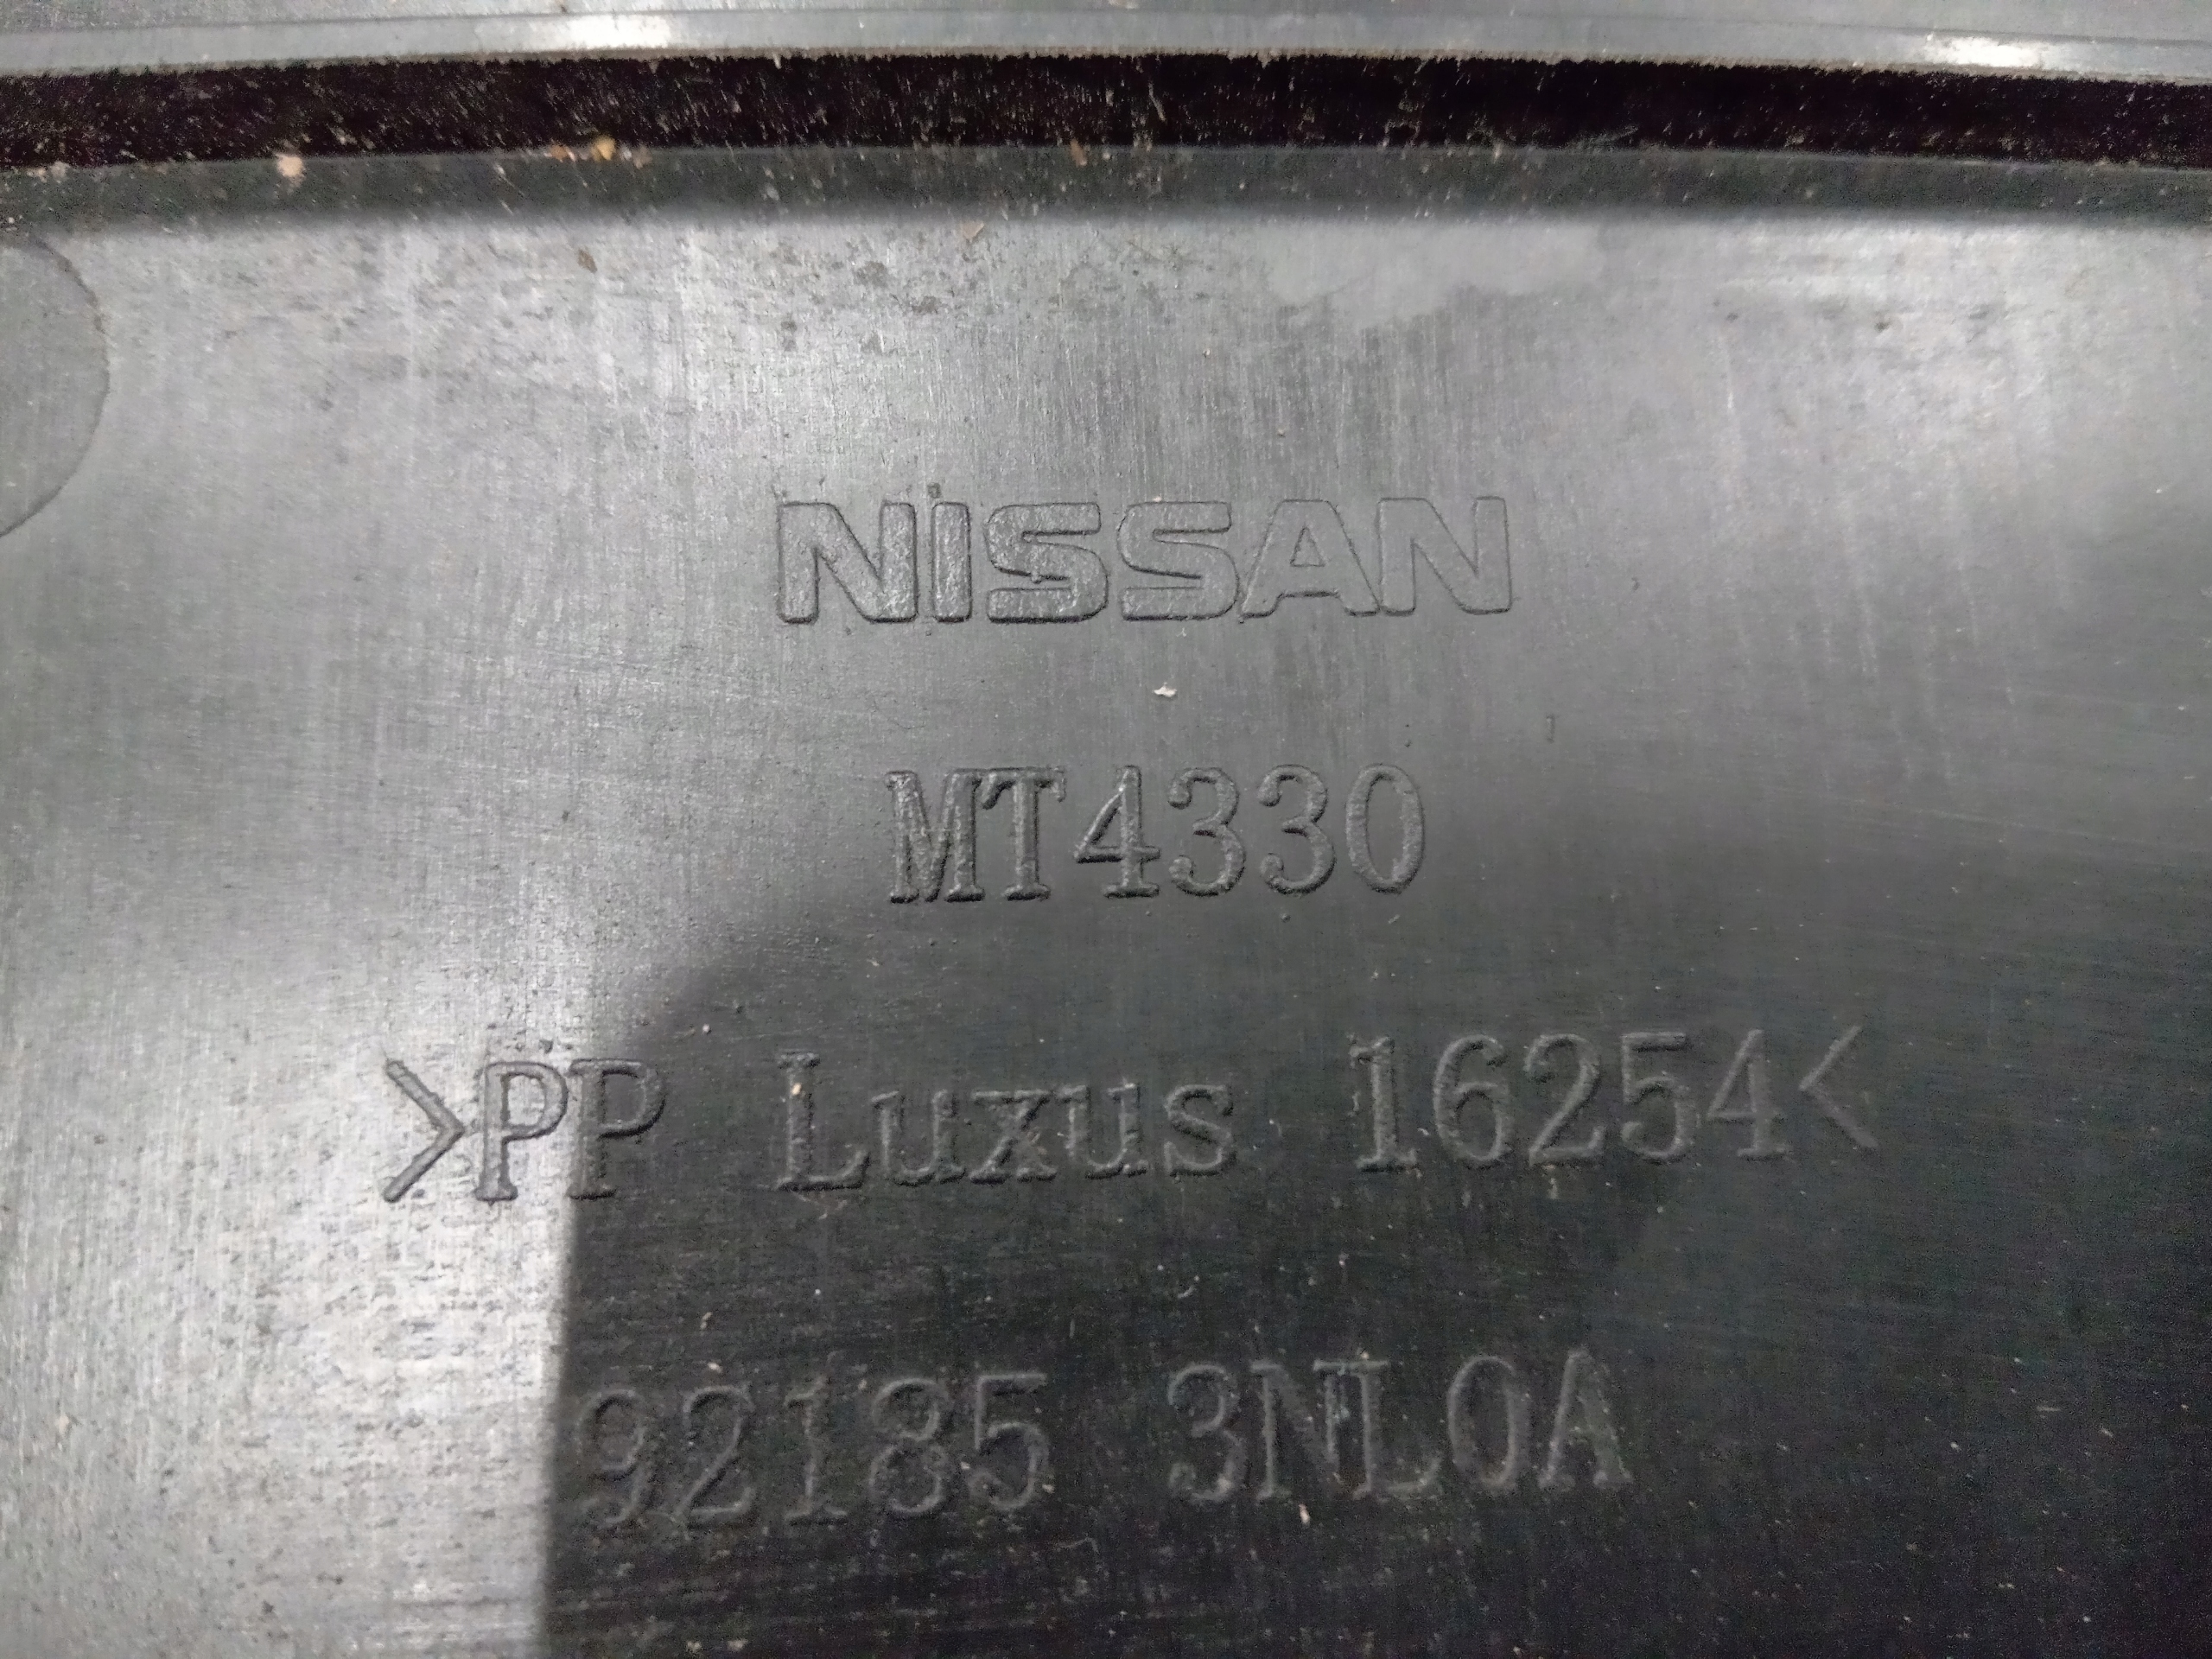 NISSAN
MT4330
>PP Luxus 16254<
92185 3NL0A